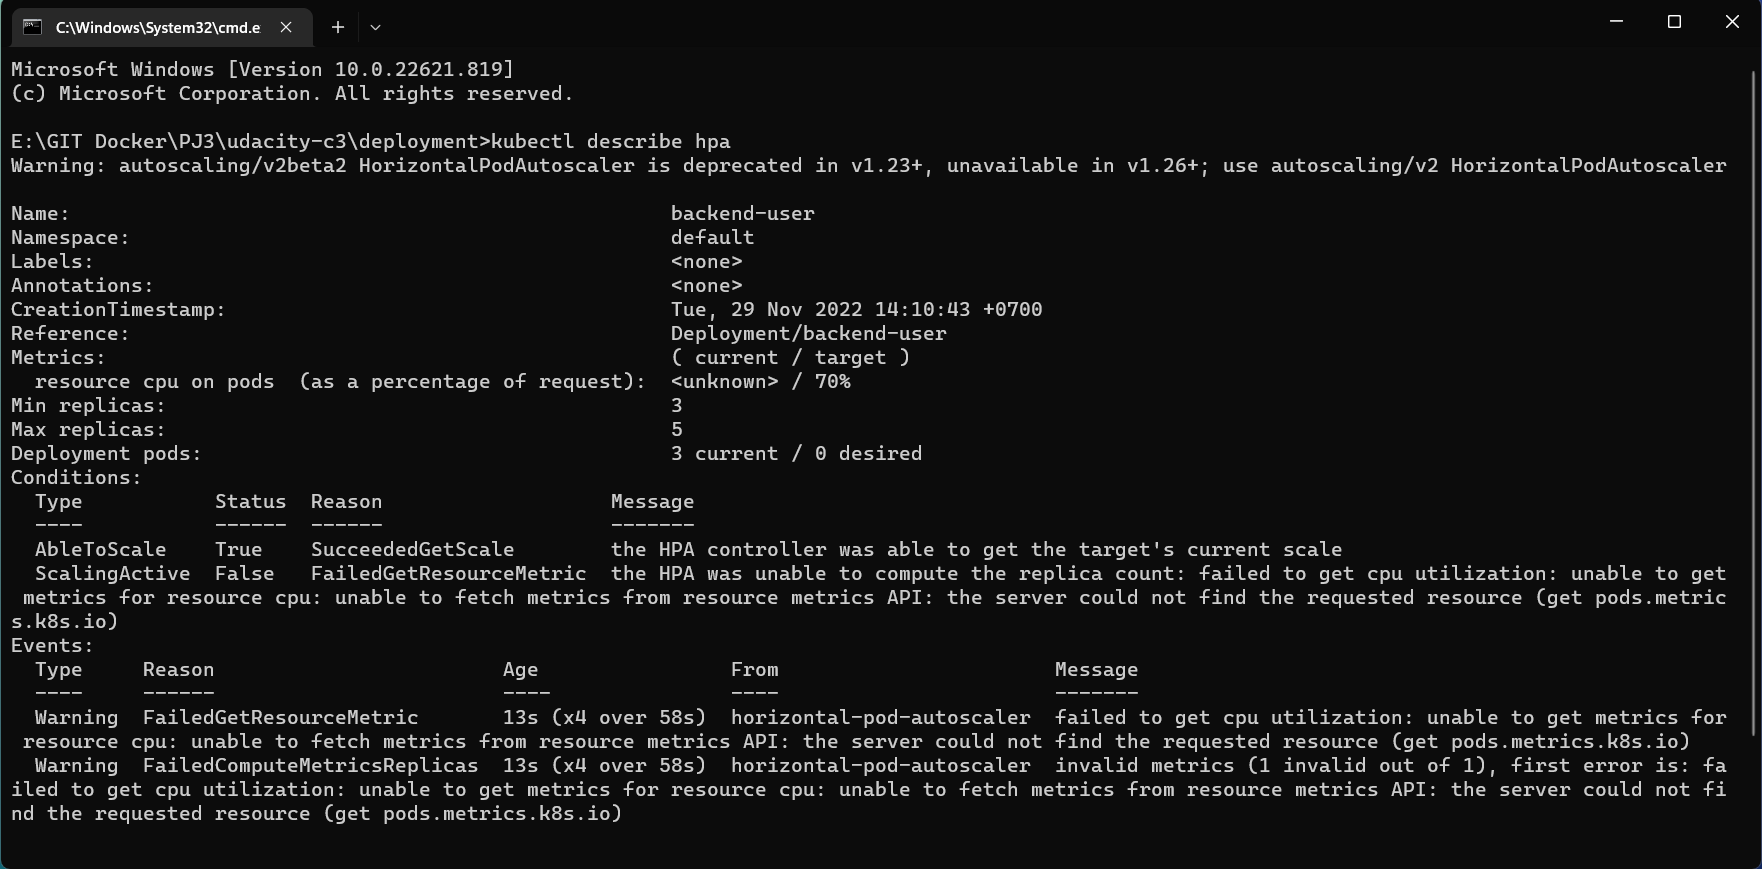 C:\Windows\System32\cmd.e
Microsoft Windows [Version 10.0.22621.819]
(c) Microsoft Corporation. All rights reserved.
E:\GIT Docker\PJ3\udacity-c3\deployment>kubectl describe hpa
Warning: autoscaling/v2beta2 HorizontalPodAutoscaler is deprecated in v1.23+, unavailable in v1.26+; use autoscaling/v2 HorizontalPodAutoscaler
Name:                                                  backend-user
Namespace:                                             default
Labels:                                                <none>
Annotations:                                           <none>
CreationTimestamp:                                     Tue, 29 Nov 2022 14:10:43 +0700
Reference:                                             Deployment/backend-user
Metrics:                                               ( current / target )
  resource cpu on pods  (as a percentage of request):  <unknown> / 70%
Min replicas:                                          3
Max replicas:                                          5
Deployment pods:                                       3 current / 0 desired
Conditions:
  Type           Status  Reason                   Message
  ----           ------  ------                   -------
  AbleToScale    True    SucceededGetScale        the HPA controller was able to get the target's current scale
  ScalingActive  False   FailedGetResourceMetric  the HPA was unable to compute the replica count: failed to get cpu utilization: unable to get
 metrics for resource cpu: unable to fetch metrics from resource metrics API: the server could not find the requested resource (get pods.metric
s.k8s.io)
Events:
  Type     Reason                        Age                From                       Message
  ----     ------                        ----               ----                       -------
  Warning  FailedGetResourceMetric       13s (x4 over 58s)  horizontal-pod-autoscaler  failed to get cpu utilization: unable to get metrics for
 resource cpu: unable to fetch metrics from resource metrics API: the server could not find the requested resource (get pods.metrics.k8s.io)
  Warning  FailedComputeMetricsReplicas  13s (x4 over 58s)  horizontal-pod-autoscaler  invalid metrics (1 invalid out of 1), first error is: fa
iled to get cpu utilization: unable to get metrics for resource cpu: unable to fetch metrics from resource metrics API: the server could not fi
nd the requested resource (get pods.metrics.k8s.io)